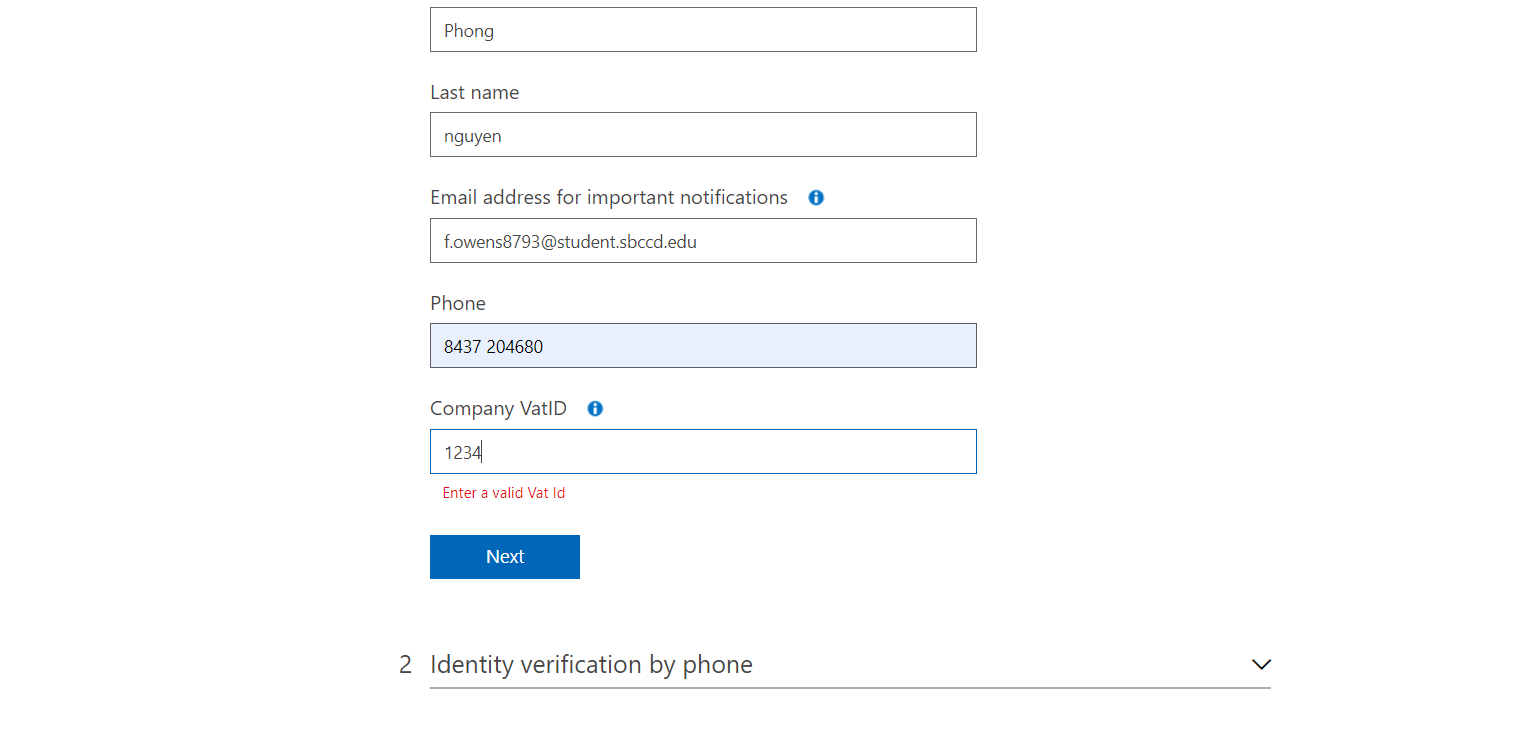 Phong
Last name
nguyen
Email address for important notifications
f.owens8793@student.sbccd.edu
Phone
8437 204680
Company VatID
1234
Enter a valid Vat Id
Next
2 Identity verification by phone